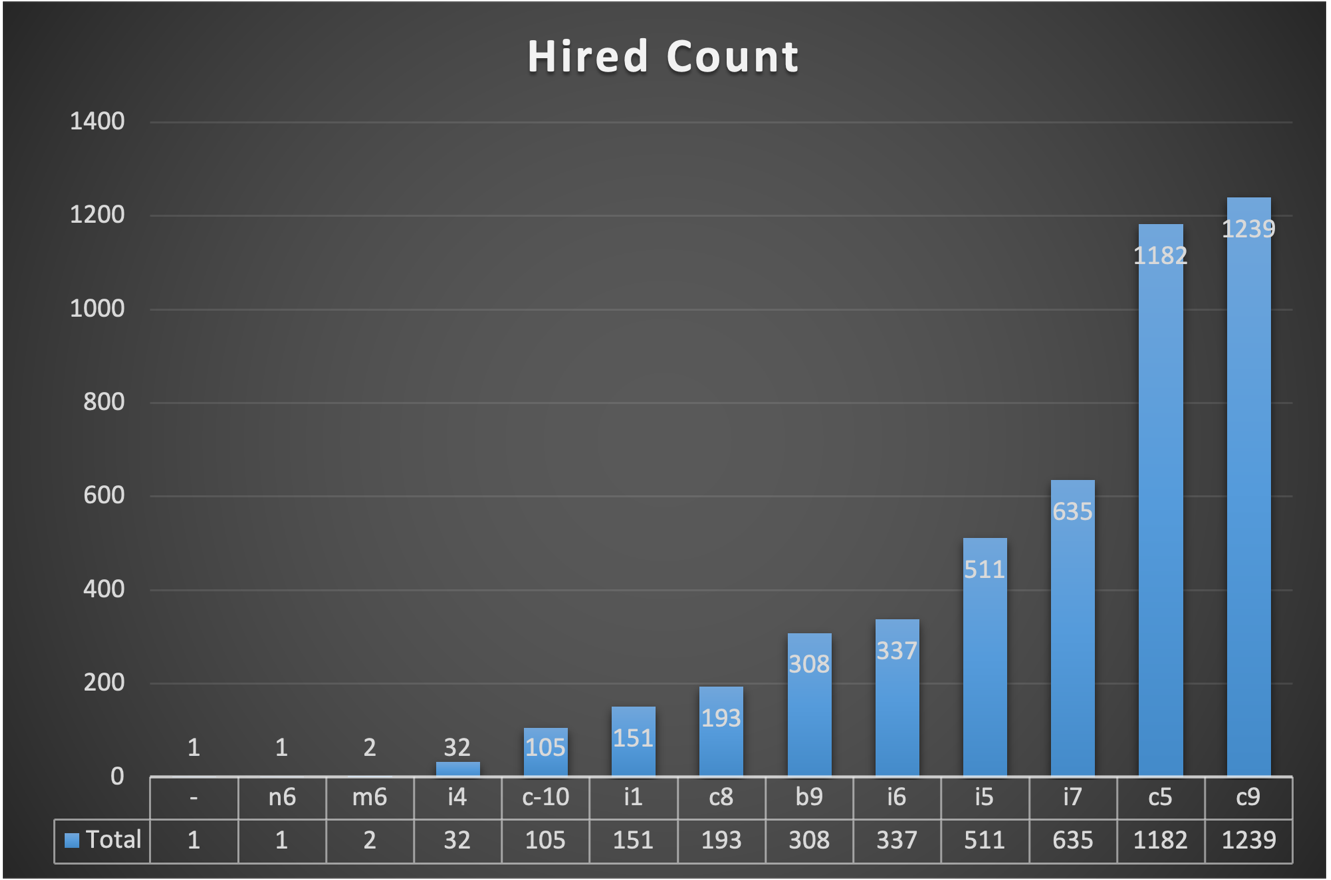 Hired Count
1400
1200
1000
800
600
400
200
0
1 1 2 32 105 151 193 308 337 511 635 1182 1239
- n6 m6 i4 c-10 i1 c8 b9 i6 i5 i7 c5 c9
Total 1 1 2 32 105 151 193 308 337 511 635 1182 1239